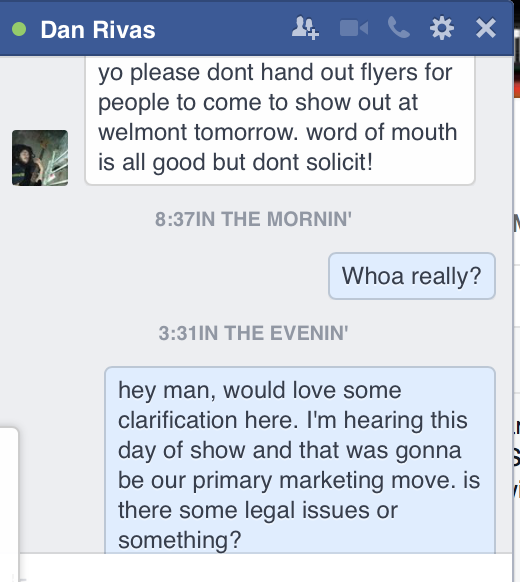 Dan Rivas
yo please dont hand out flyers for
people to come to show out at
welmont tomorrow. word of mouth
is all good but dont solicit!
8:37IN THE MORNIN'
Whoa really?
3:31IN THE EVENIN'
hey man, would love some
clarification here. I'm hearing this
day of show and that was gonna
be our primary marketing move. is
there some legal issues or
something?